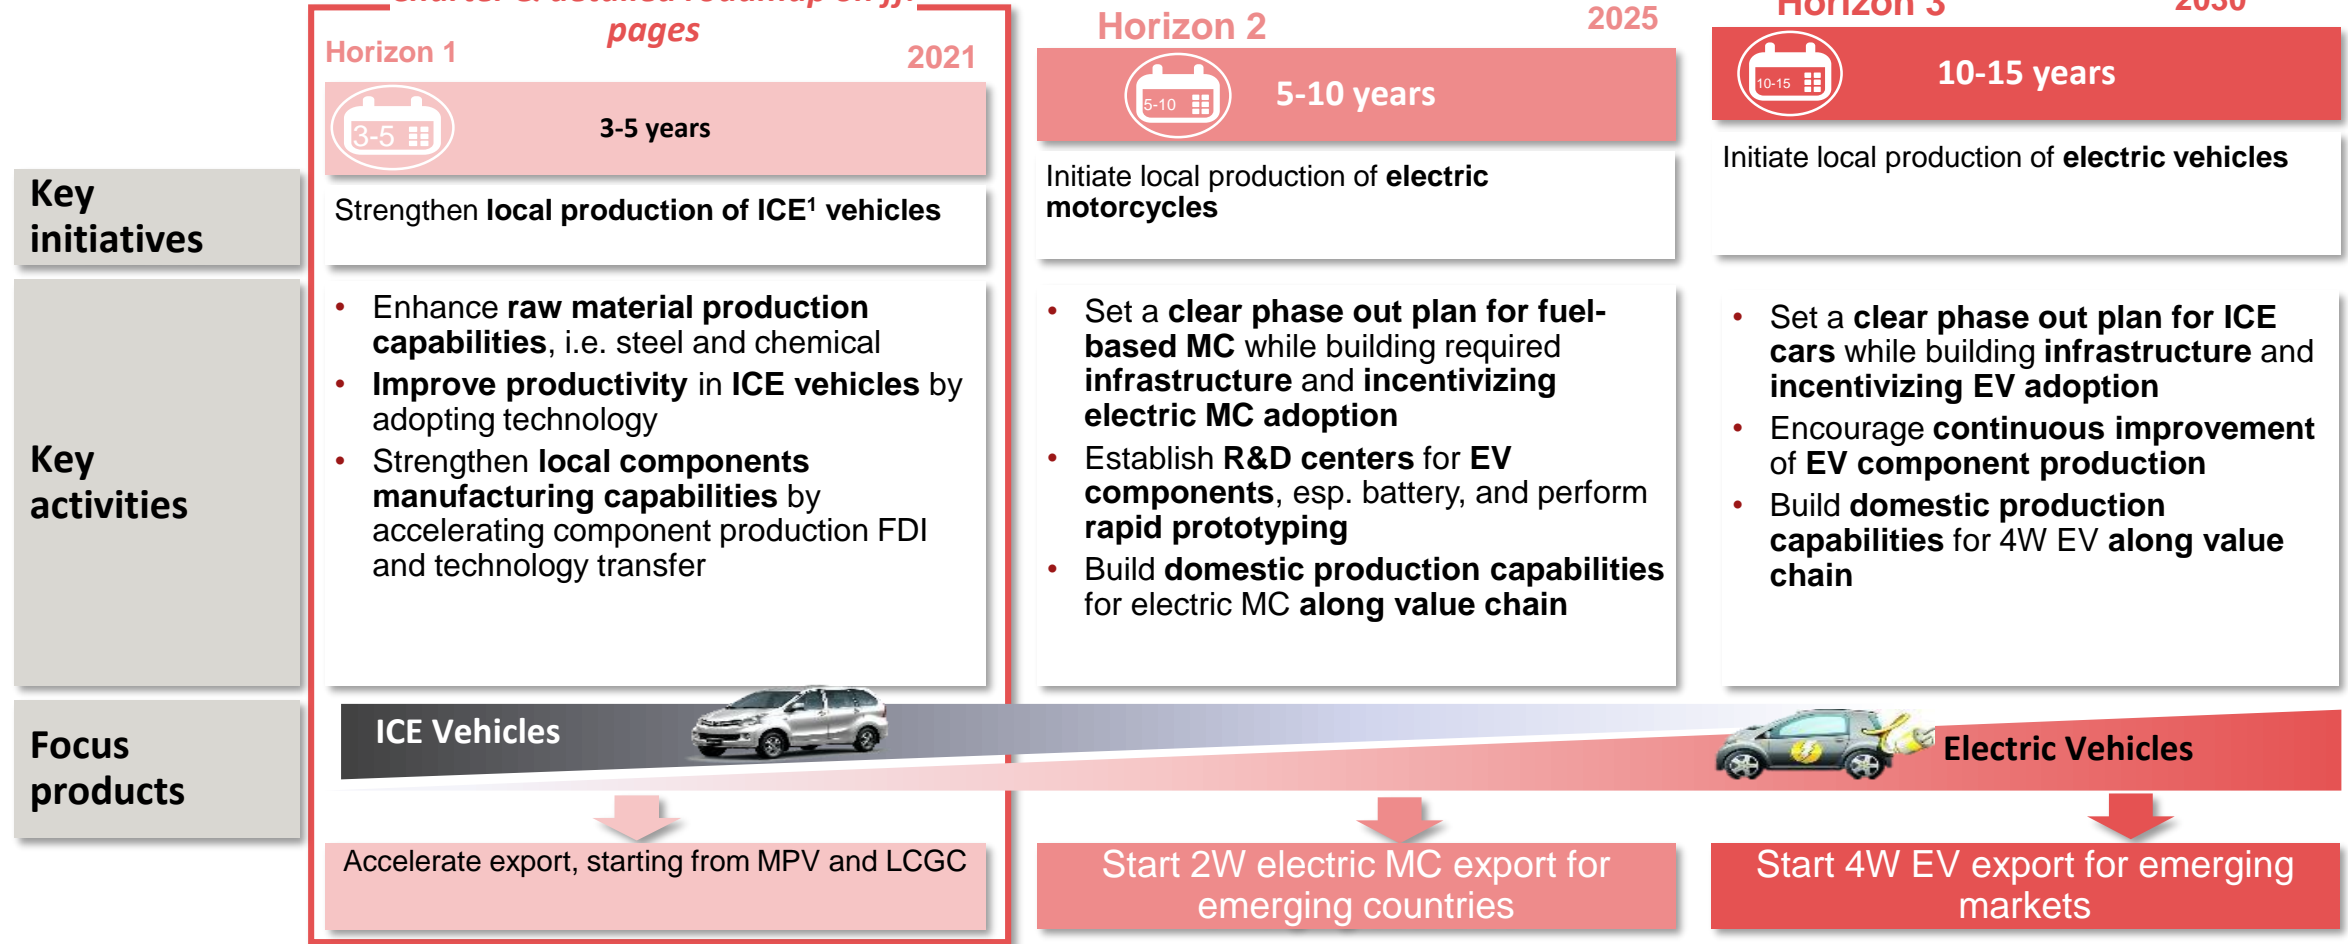 charter & detailed roadmap on ff.
pages
Horizon 1
2021
3-5
3-5 years
Horizon 2
2025
5-10
5-10 years
Horizon 3
2030
10-15
10-15 years
Key
initiatives
Strengthen local production of ICE¹ vehicles
Initiate local production of electric
motorcycles
Initiate local production of electric vehicles
Key
activities
• Enhance raw material production
capabilities, i.e. steel and chemical
• Improve productivity in ICE vehicles by
adopting technology
• Strengthen local components
manufacturing capabilities by
accelerating component production FDI
and technology transfer
• Set a clear phase out plan for fuel-
based MC while building required
infrastructure and incentivizing
electric MC adoption
• Establish R&D centers for EV
components, esp. battery, and perform
rapid prototyping
• Build domestic production capabilities
for electric MC along value chain
• Set a clear phase out plan for ICE
cars while building infrastructure and
incentivizing EV adoption
• Encourage continuous improvement
of EV component production
• Build domestic production
capabilities for 4W EV along value
chain
Focus
products
ICE Vehicles
Electric Vehicles
Accelerate export, starting from MPV and LCGC
Start 2W electric MC export for
emerging countries
Start 4W EV export for emerging
markets